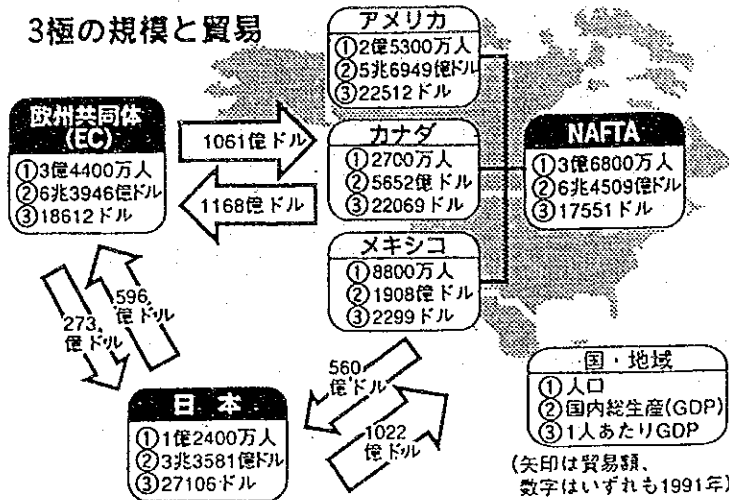 3極の規模と貿易
アメリカ
①2億5300万人
②5兆6949億ドル
③22512ドル
欧州共同体
(EC)
①3億4400万人
②6兆3946億ドル
③18612ドル
1061億ドル
1168億ドル
カナダ
①2700万人
②5652億ドル
③22069ドル
NAFTA
①3億6800万人
②6兆4509億ドル
③17551ドル
メキシコ
①8800万人
②1908億ドル
③2299ドル
596
億ドル
273
億ドル
560
億ドル
1022
億ドル
日本
①1億2400万人
②3兆3581億ドル
③27106ドル
国・地域
①人口
②国内総生産(GDP)
③1人あたりGDP
(矢印は貿易額、
数字はいずれも1991年)